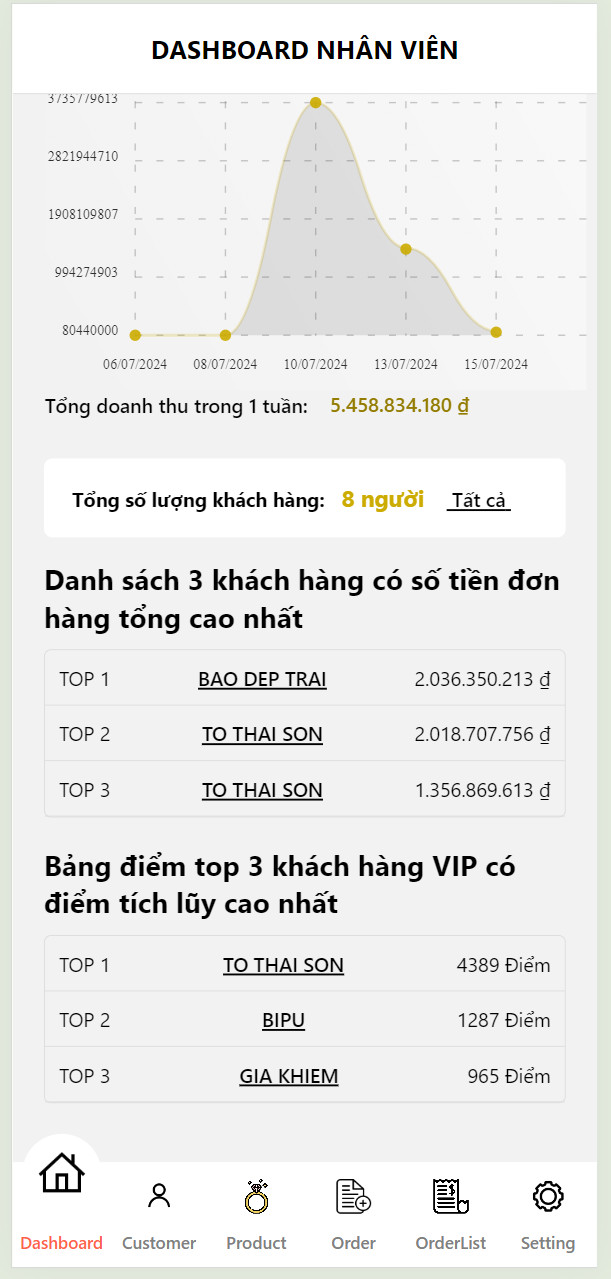 DASHBOARD NHÂN VIÊN
3735779613
2821944710
1908109807
994274903
80440000
06/07/2024 08/07/2024 10/07/2024 13/07/2024 15/07/2024
Tổng doanh thu trong 1 tuần: 5.458.834.180 ₫
Tổng số lượng khách hàng: 8 người Tất cả
Danh sách 3 khách hàng có số tiền đơn
hàng tổng cao nhất
TOP 1 BAO DEP TRAI 2.036.350.213 ₫
TOP 2 TO THAI SON 2.018.707.756 ₫
TOP 3 TO THAI SON 1.356.869.613 ₫
Bảng điểm top 3 khách hàng VIP có
điểm tích lũy cao nhất
TOP 1 TO THAI SON 4389 Điểm
TOP 2 BIPU 1287 Điểm
TOP 3 GIA KHIEM 965 Điểm
Dashboard Customer Product Order OrderList Setting